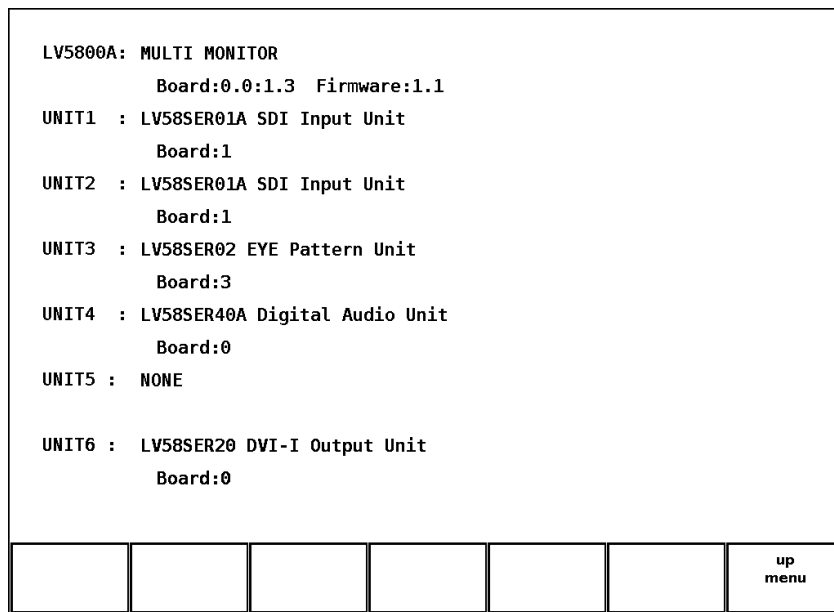 LV5800A: MULTI MONITOR
Board:0.0:1.3  Firmware:1.1
UNIT1  : LV58SER01A SDI Input Unit
Board:1
UNIT2  : LV58SER01A SDI Input Unit
Board:1
UNIT3  : LV58SER02 EYE Pattern Unit
Board:3
UNIT4  : LV58SER40A Digital Audio Unit
Board:0
UNIT5 :  NONE
UNIT6 :  LV58SER20 DVI-I Output Unit
Board:0
up
menu